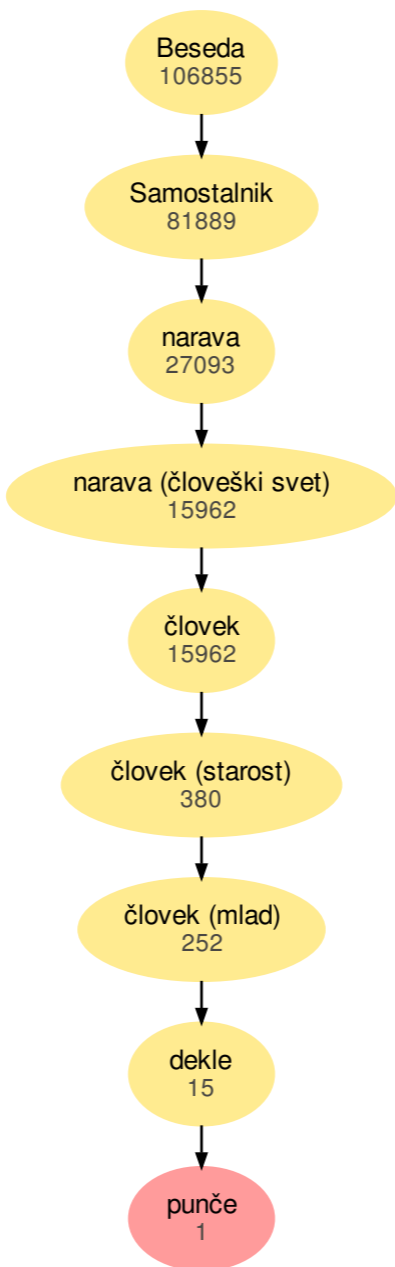 Beseda
106855
Samostalnik
81889
narava
27093
narava (človeški svet)
15962
človek
15962
človek (starost)
380
človek (mlad)
252
dekle
15
punče
1